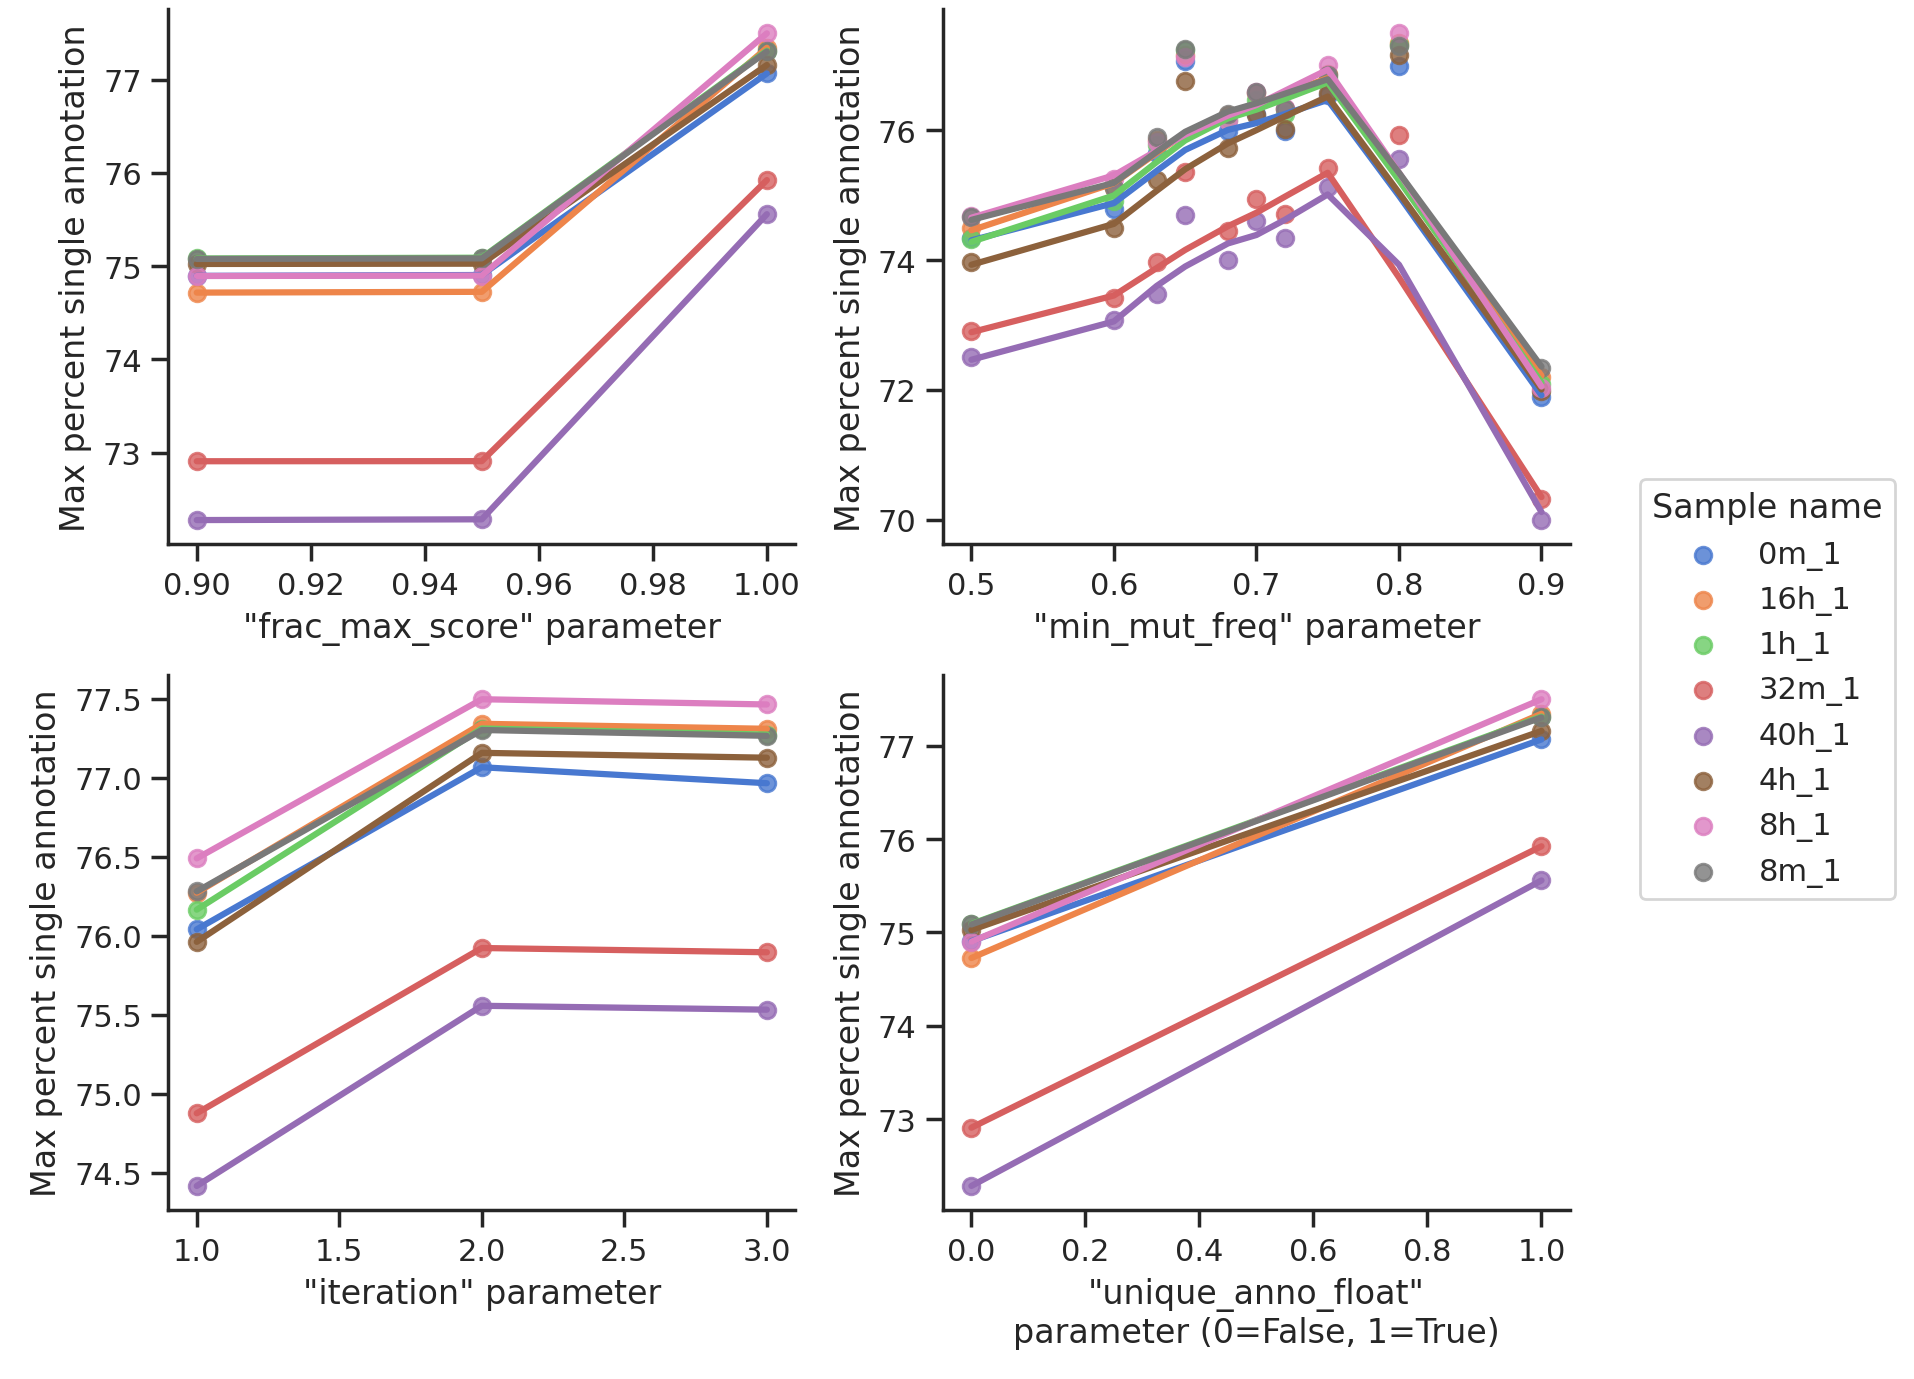 Max percent single annotation
77
76
75
74
73
0.90 0.92 0.94 0.96 0.98 1.00
"frac_max_score" parameter
Max percent single annotation
76
74
72
70
0.5 0.6 0.7 0.8 0.9
"min_mut_freq" parameter
Max percent single annotation
77.5
77.0
76.5
76.0
75.5
75.0
74.5
1.0 1.5 2.0 2.5 3.0
"iteration" parameter
Max percent single annotation
77
76
75
74
73
0.0 0.2 0.4 0.6 0.8 1.0
"unique_anno_float"
parameter (0=False, 1=True)
Sample name
0m_1
16h_1
1h_1
32m_1
40h_1
4h_1
8h_1
8m_1